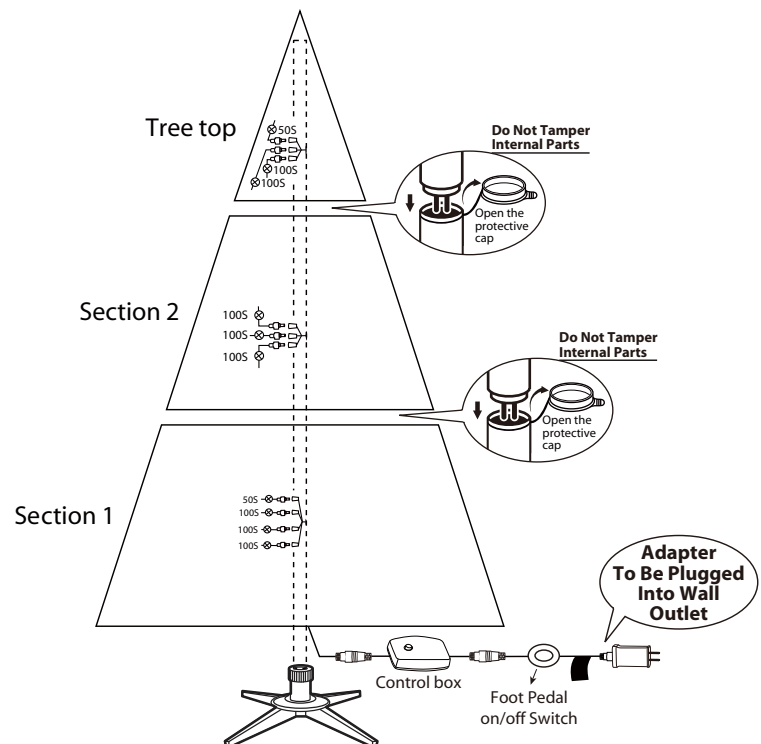 Tree top
50S
100S
100S
Do Not Tamper
Internal Parts
Open the
protective
cap
Section 2
100S
100S
100S
Do Not Tamper
Internal Parts
Open the
protective
cap
Section 1
50S
100S
100S
100S
Adapter
To Be Plugged
Into Wall
Outlet
Control box
Foot Pedal
on/off Switch